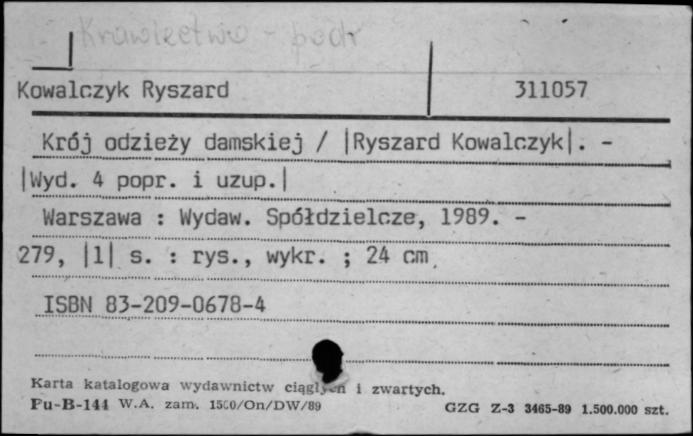 Krawiectwo - podr
Kowalczyk Ryszard 311057
Krój odzieży damskiej / |Ryszard Kowalczyk|. -
|Wyd. 4 popr. i uzup.|
Warszawa : Wydaw. Spółdzielcze, 1989. -
279, |1| s. : rys., wykr. ; 24 cm
ISBN 83-209-0678-4
Karta katalogowa wydawnictw ciągłych i zwartych.
Pu-B-144 W.A. zam. 1500/On/DW/89 GZG Z-3 3465-89 1.500.000 szt.